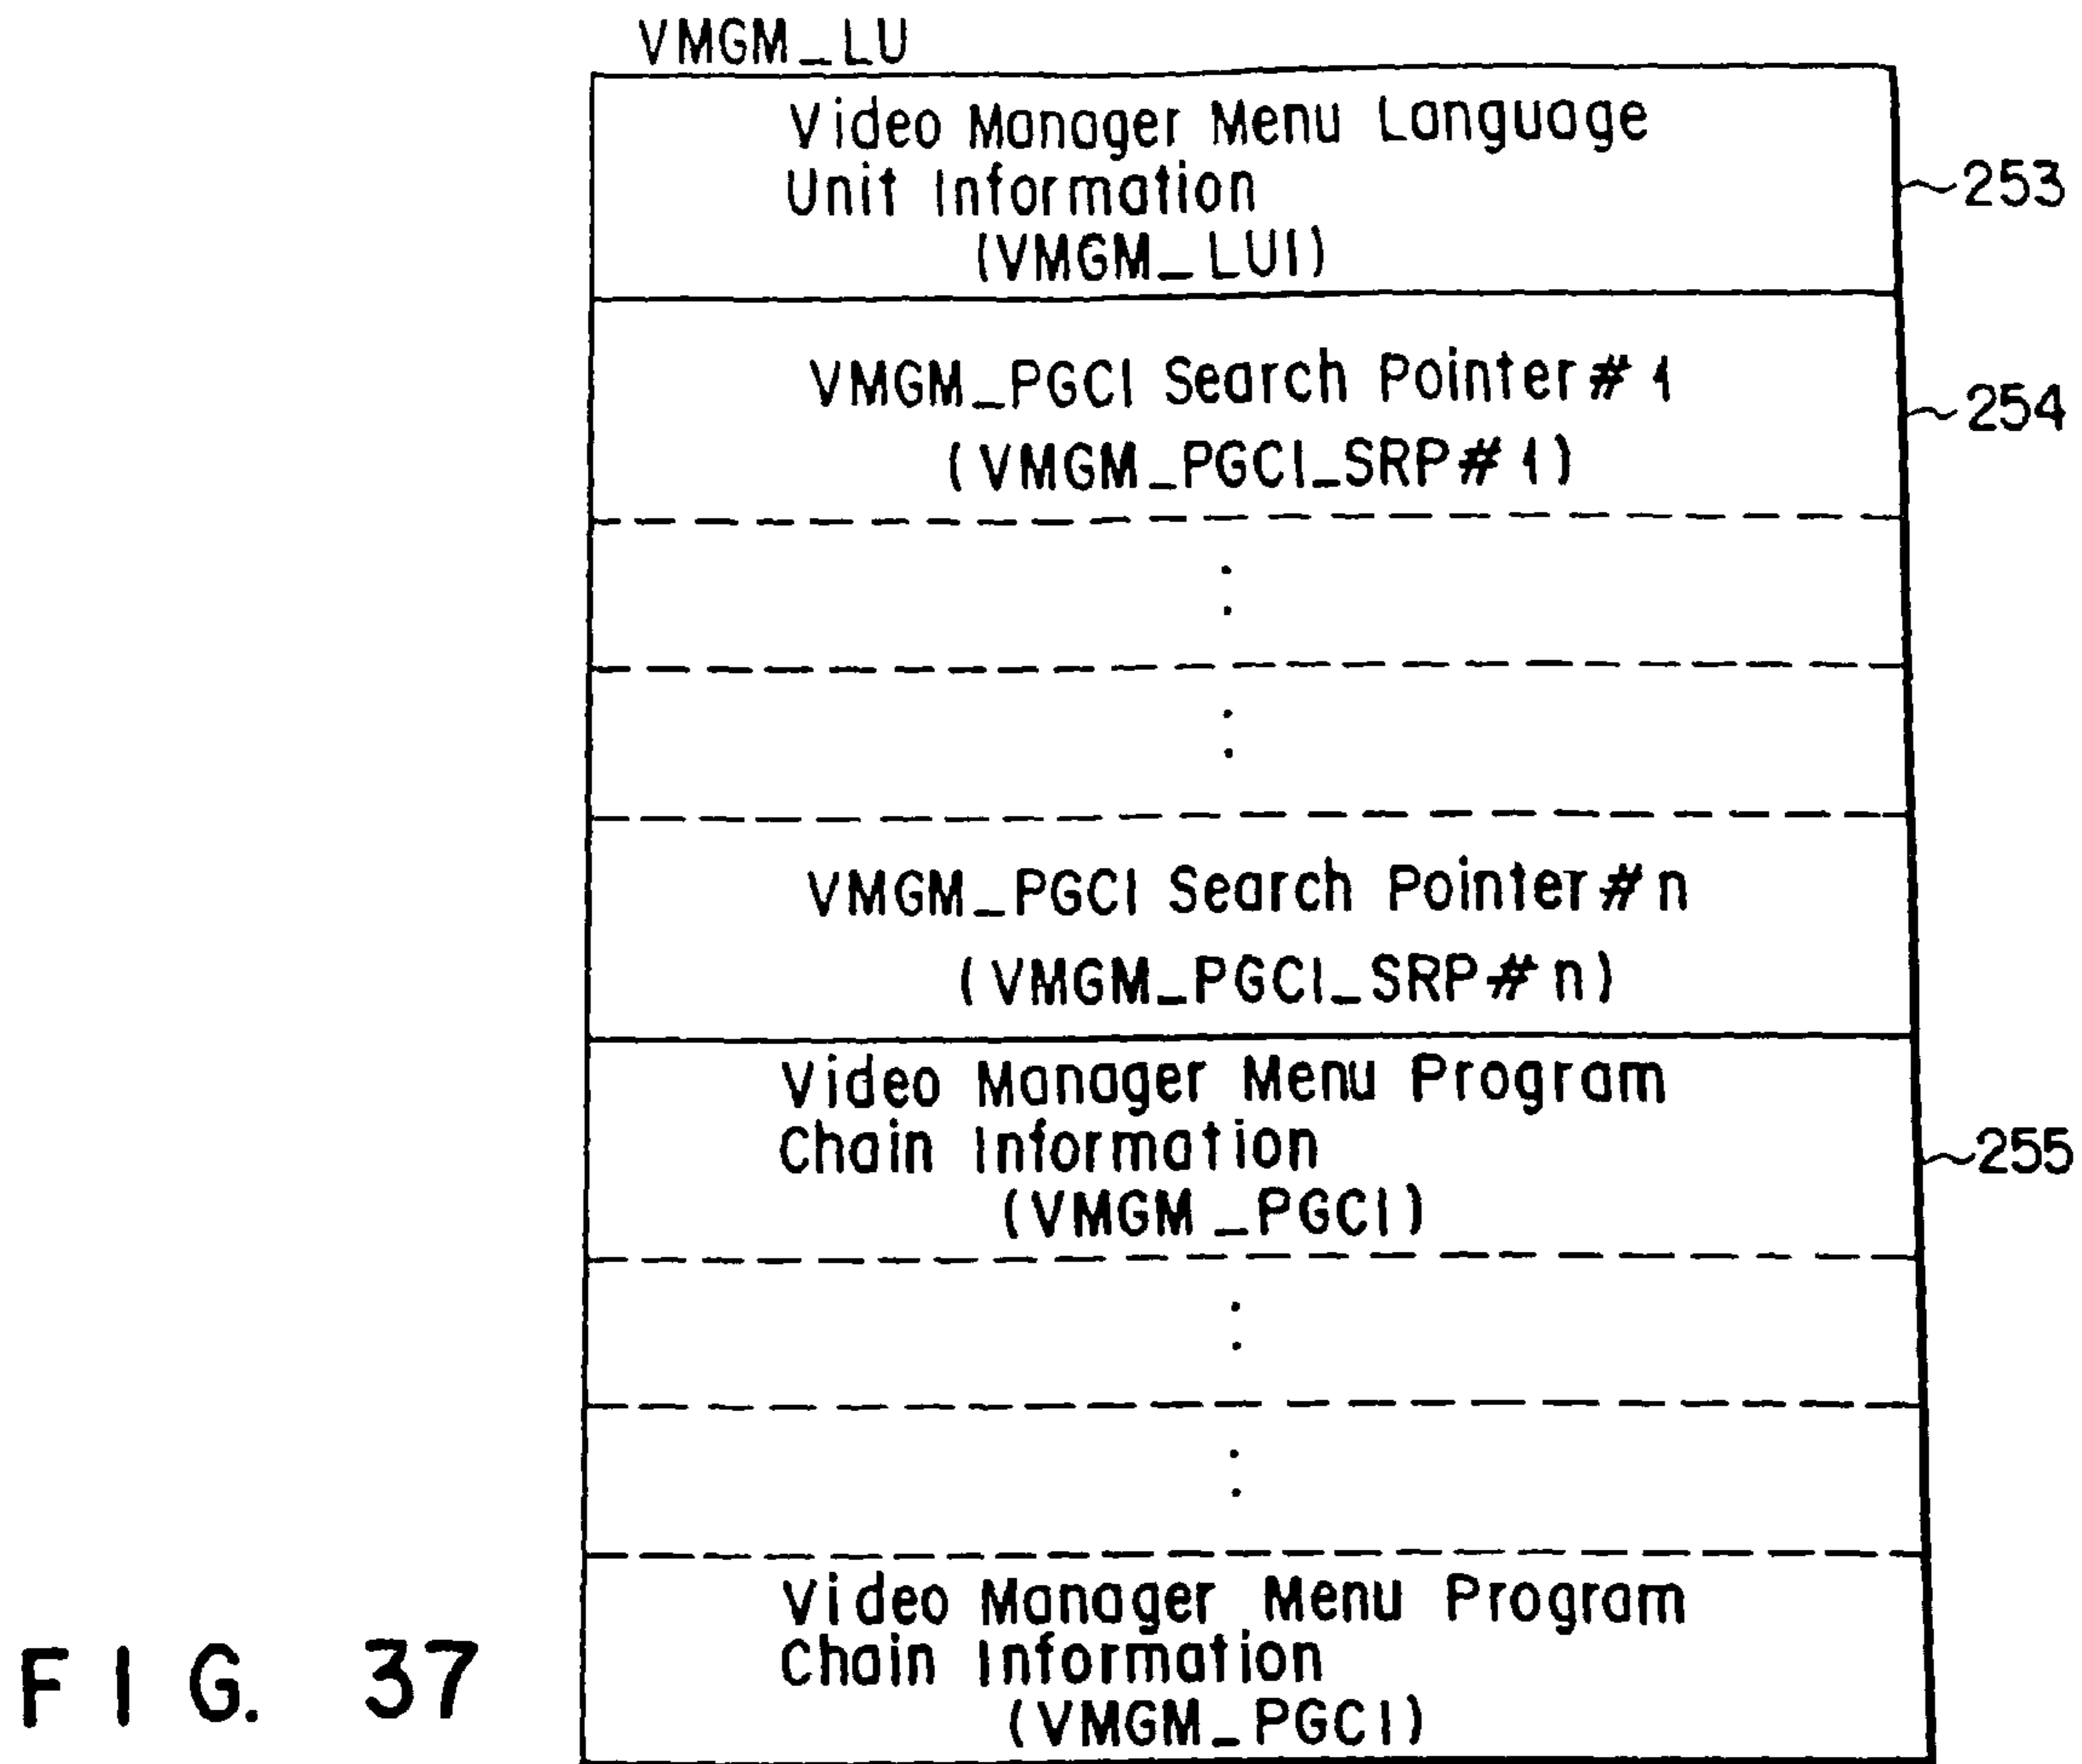 VMGM_LU
Video Manager Menu Language
Unit Information
(VMGM_LUI)
253
VMGM_PGCI Search Pointer#1
(VMGM_PGCI_SRP#1)
254
VMGM_PGCI Search Pointer#n
(VMGM_PGCI_SRP#n)
Video Manager Menu Program
Chain Information
(VMGM_PGCI)
255
Video Manager Menu Program
Chain Information
(VMGM_PGCI)
FIG. 37